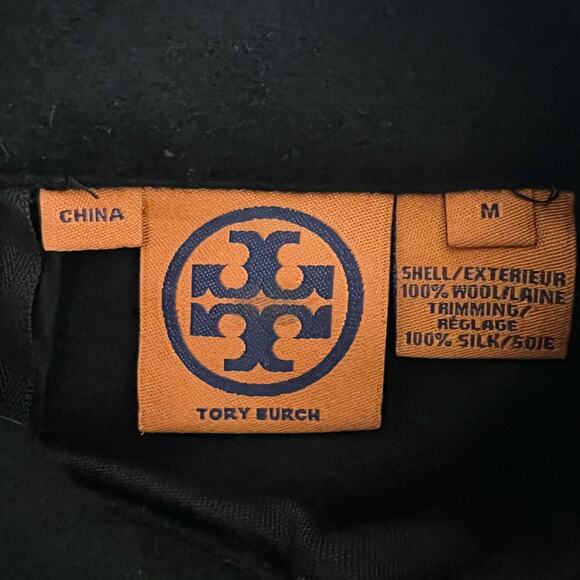 CHINA
TORY BURCH
M
SHELL/EXTERIEUR
100% WOOL/LAINE
TRIMMING/
RÉGLAGE
100% SILK/SOIE